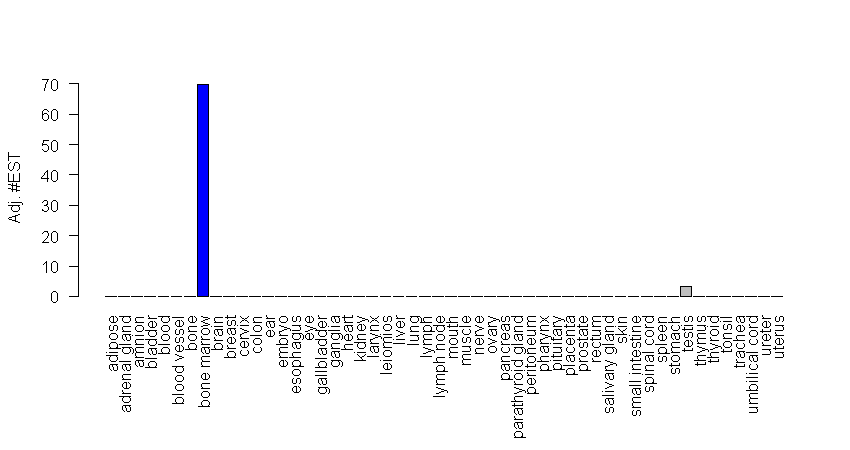 Adj. #EST
70
60
50
40
30
20
10
0
adipose
adrenal gland
amnion
bladder
blood
blood vessel
bone
bone marrow
brain
breast
cervix
colon
ear
embryo
esophagus
eye
gallbladder
ganglia
heart
kidney
larynx
leiomios
liver
lung
lymph
lymph node
mouth
muscle
nerve
ovary
pancreas
parathyroid gland
peritoneum
pharynx
pituitary
placenta
prostate
rectum
salivary gland
skin
small intestine
spinal cord
spleen
stomach
testis
thymus
thyroid
tonsil
trachea
umbilical cord
ureter
uterus